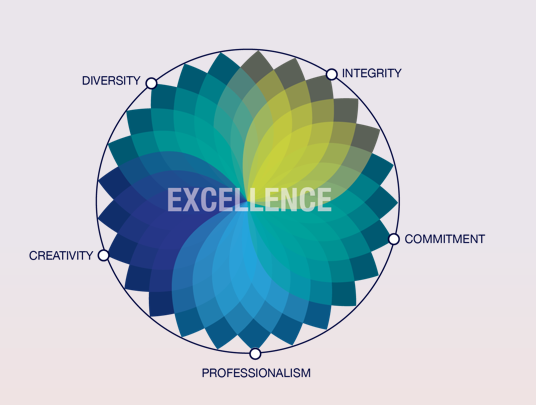 DIVERSITY
INTEGRITY
EXCELLENCE
COMMITMENT
CREATIVITY
PROFESSIONALISM